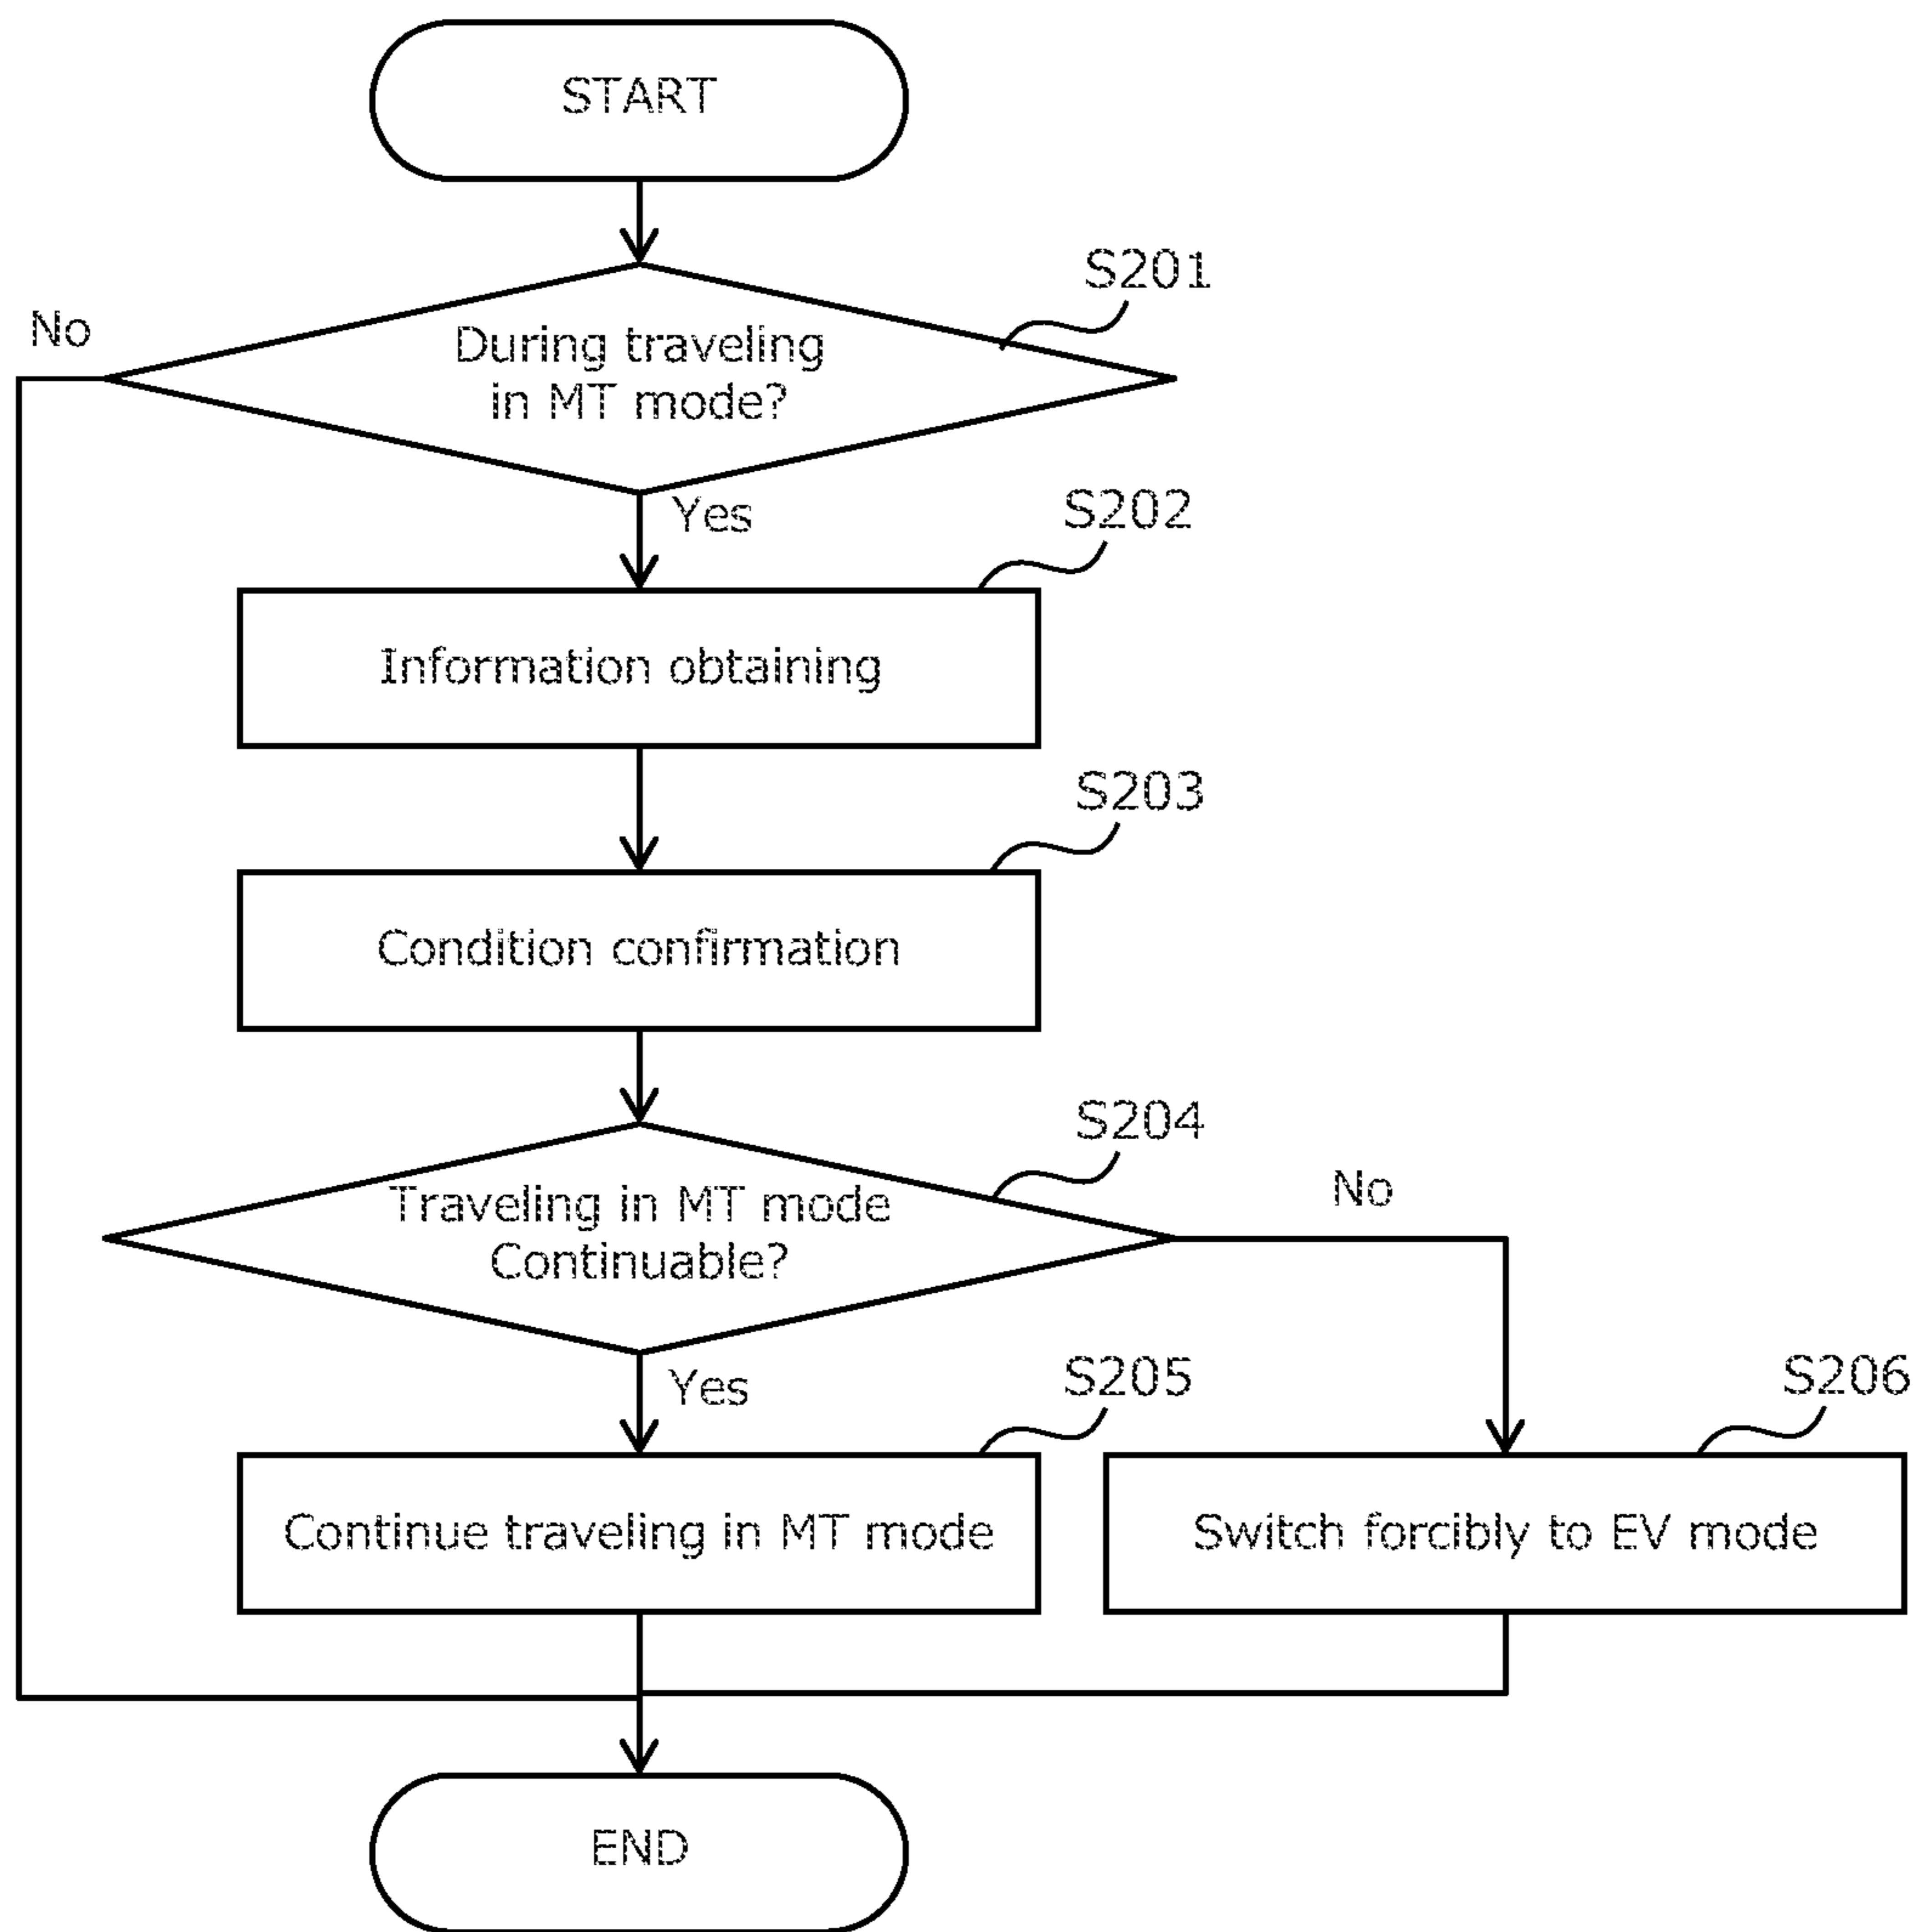 START
S201
No
During traveling
in MT mode?
Yes
S202
Information obtaining
S203
Condition confirmation
S204
Traveling in MT mode
Continuable?
No
Yes
S205
S206
Continue traveling in MT mode
Switch forcibly to EV mode
END